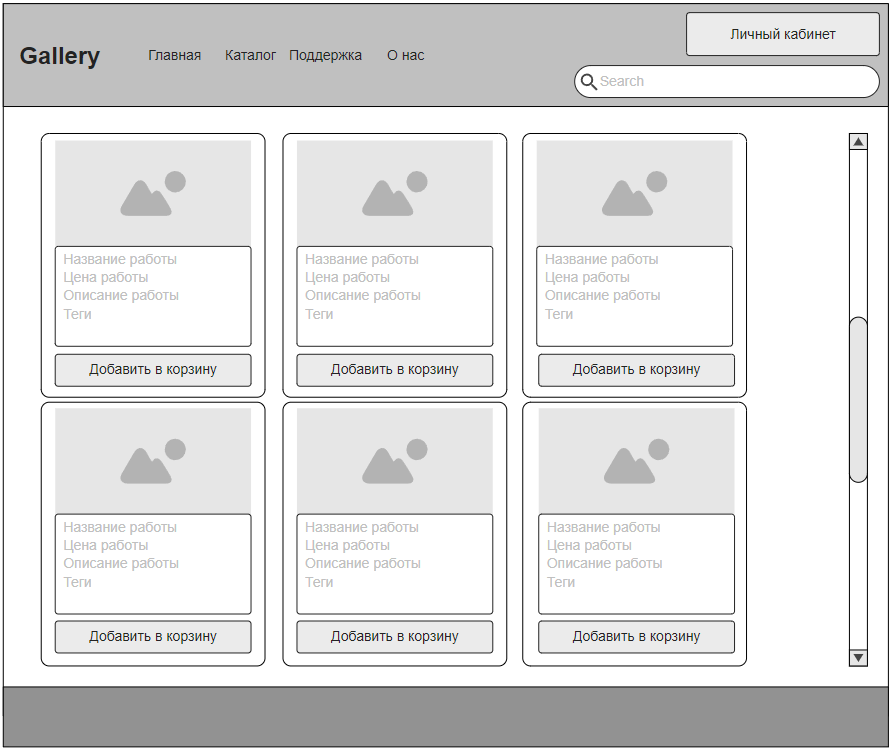 Личный кабинет
Gallery Главная Каталог Поддержка О нас
Search
Название работы
Цена работы
Описание работы
Теги
Добавить в корзину
Название работы
Цена работы
Описание работы
Теги
Добавить в корзину
Название работы
Цена работы
Описание работы
Теги
Добавить в корзину
Название работы
Цена работы
Описание работы
Теги
Добавить в корзину
Название работы
Цена работы
Описание работы
Теги
Добавить в корзину
Название работы
Цена работы
Описание работы
Теги
Добавить в корзину